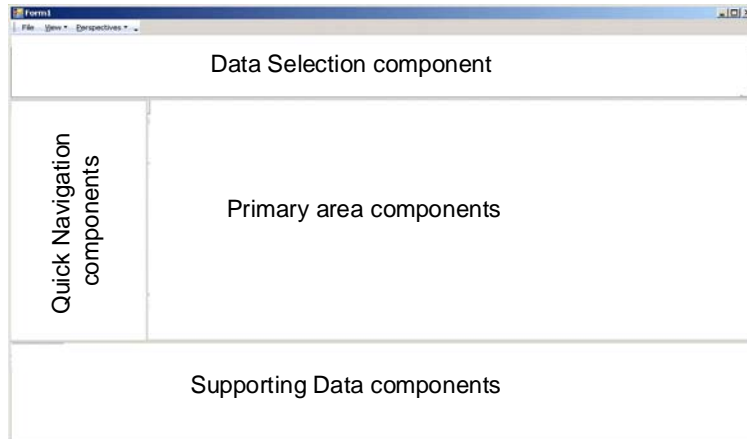 Form1
File View Perspectives
Data Selection component
Quick Navigation
components
Primary area components
Supporting Data components